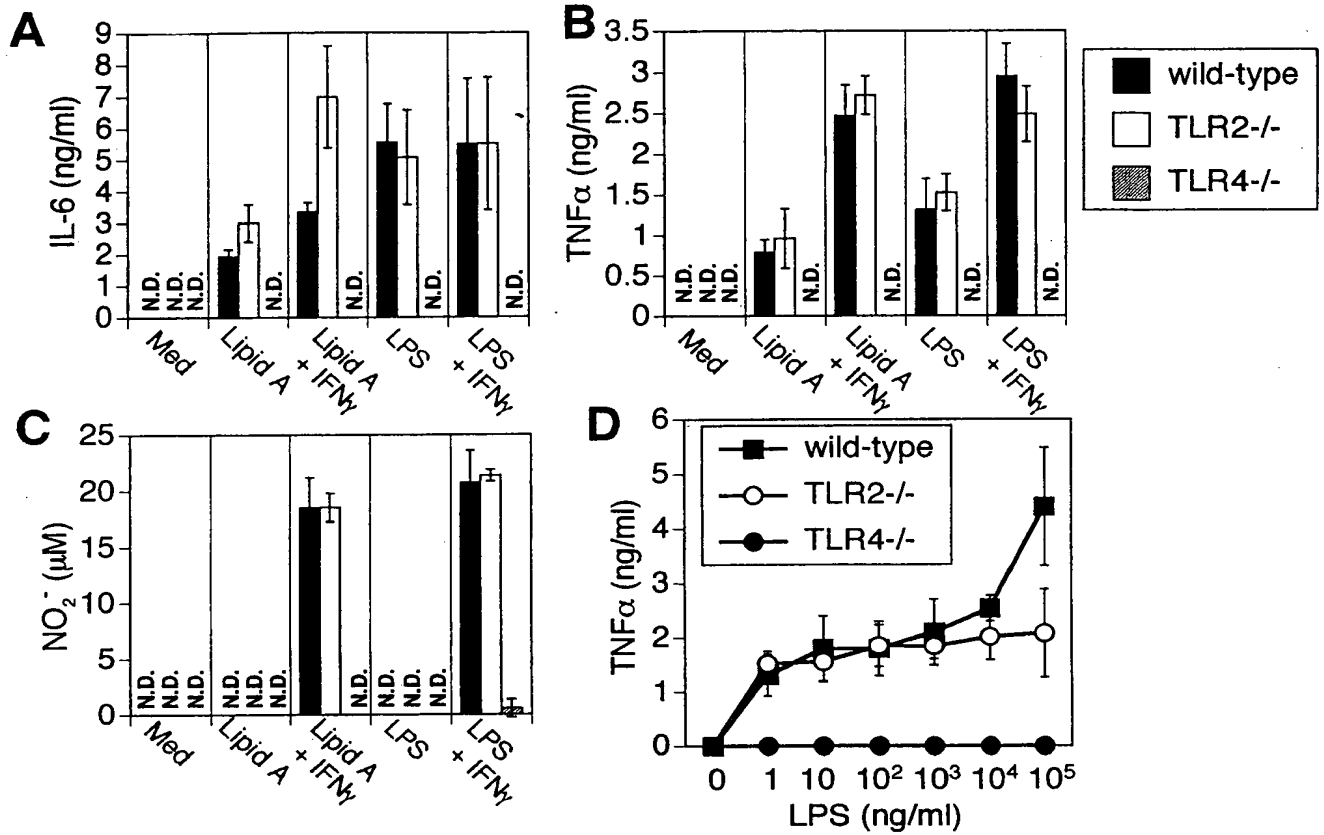 A
9
8
7
6
5
4
3
2
1
0
IL-6 (ng/ml)
N.D.
N.D.
N.D.
N.D.
N.D.
N.D.
N.D.
Med
Lipid A
Lipid A
+ IFNγ
LPS
LPS
+ IFNγ
B
3.5
3
2.5
2
1.5
1
0.5
0
TNFα (ng/ml)
N.D.
N.D.
N.D.
N.D.
N.D.
N.D.
N.D.
Med
Lipid A
Lipid A
+ IFNγ
LPS
LPS
+ IFNγ
wild-type
TLR2-/-
TLR4-/-
C
25
20
15
10
5
0
NO₂⁻ (μM)
N.D.
N.D.
N.D.
N.D.
N.D.
N.D.
N.D.
N.D.
N.D.
N.D.
Med
Lipid A
Lipid A
+ IFNγ
LPS
LPS
+ IFNγ
D
6
5
4
3
2
1
0
TNFα (ng/ml)
wild-type
TLR2-/-
TLR4-/-
0 1 10 10² 10³ 10⁴ 10⁵
LPS (ng/ml)